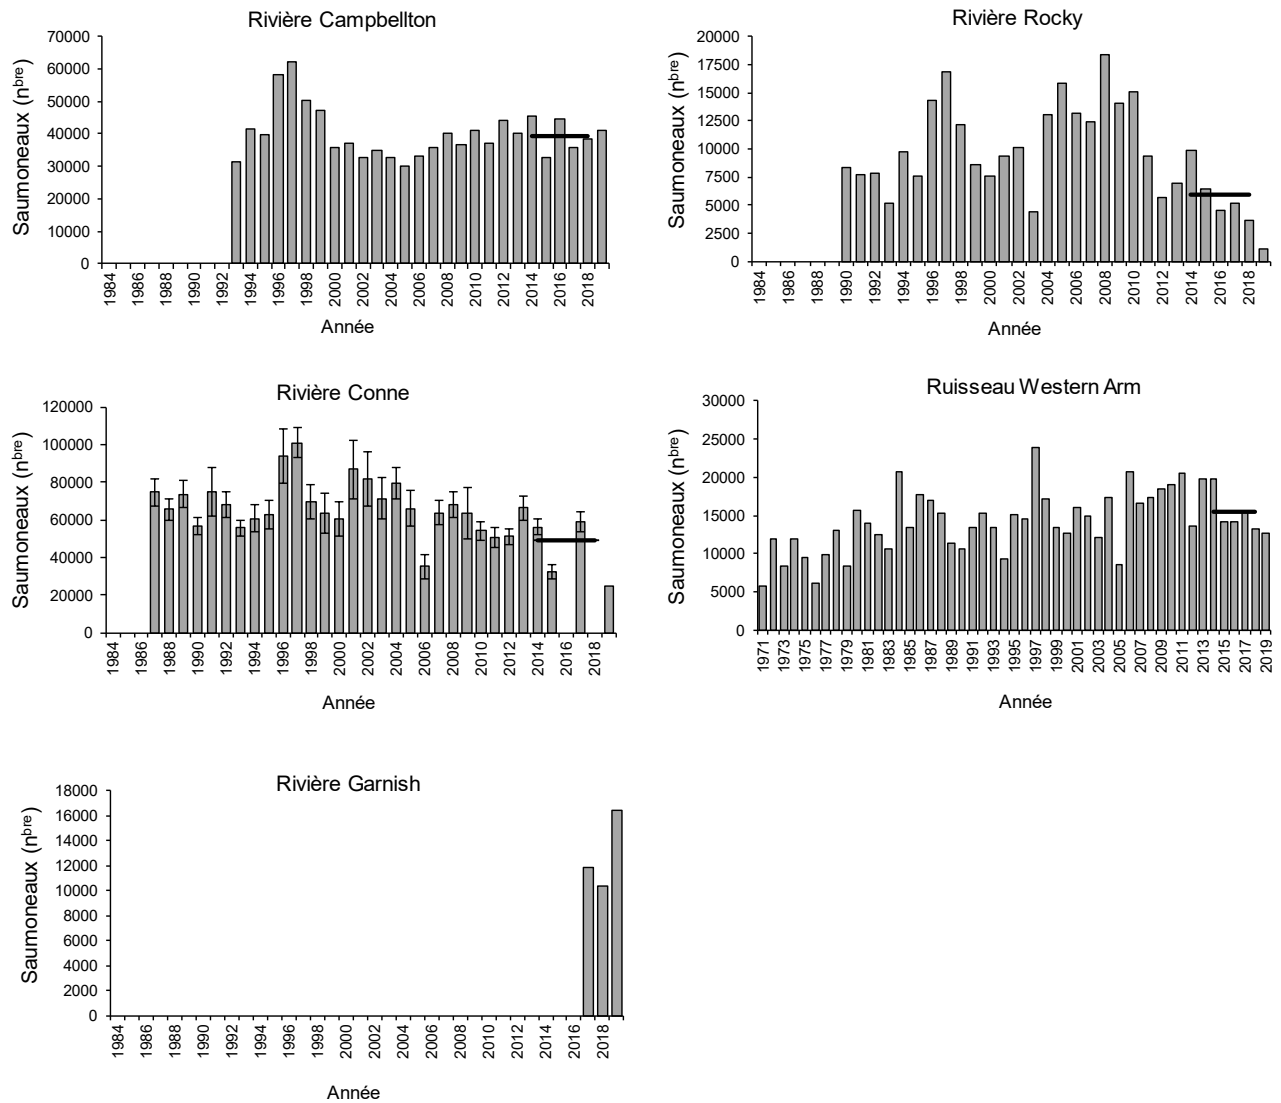 Rivière Campbellton
Saumoneaux (nbre)
70000
60000
50000
40000
30000
20000
10000
0
1984 1986 1988 1990 1992 1994 1996 1998 2000 2002 2004 2006 2008 2010 2012 2014 2016 2018
Année
Rivière Rocky
Saumoneaux (nbre)
20000
17500
15000
12500
10000
7500
5000
2500
0
1984 1986 1988 1990 1992 1994 1996 1998 2000 2002 2004 2006 2008 2010 2012 2014 2016 2018
Année
Rivière Conne
Saumoneaux (nbre)
120000
100000
80000
60000
40000
20000
0
1984 1986 1988 1990 1992 1994 1996 1998 2000 2002 2004 2006 2008 2010 2012 2014 2016 2018
Année
Ruisseau Western Arm
Saumoneaux (nbre)
30000
25000
20000
15000
10000
5000
0
1971 1973 1975 1977 1979 1981 1983 1985 1987 1989 1991 1993 1995 1997 1999 2001 2003 2005 2007 2009 2011 2013 2015 2017 2019
Année
Rivière Garnish
Saumoneaux (nbre)
18000
16000
14000
12000
10000
8000
6000
4000
2000
0
1984 1986 1988 1990 1992 1994 1996 1998 2000 2002 2004 2006 2008 2010 2012 2014 2016 2018
Année